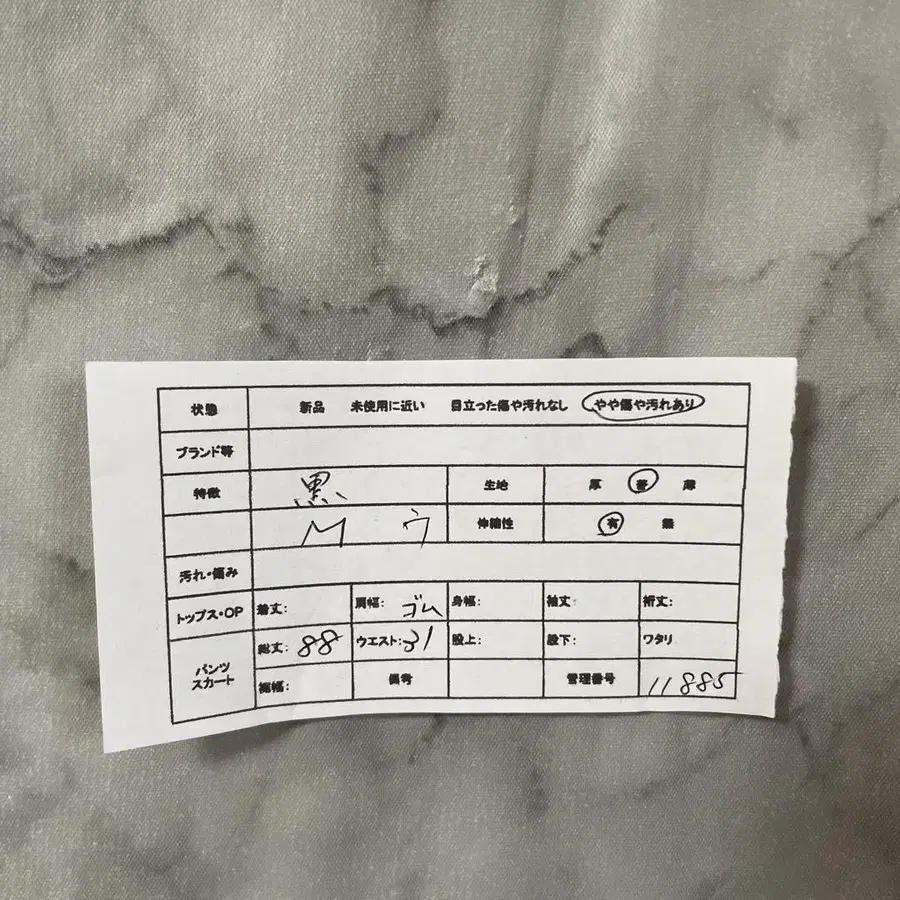 状態 新品 未使用に近い 目立った傷や汚れなし やや傷や汚れあり
ブランド等
特徴 黒 生地 厚 普 薄
M ウ 伸縮性 有 無
汚れ・傷み
トップス・OP 着丈: 肩幅: ゴム 身幅: 袖丈: 裄丈:
パンツ スカート 総丈: 88 ウエスト: 31 股上: 股下: ワタリ
裾幅: 備考 管理番号 11885